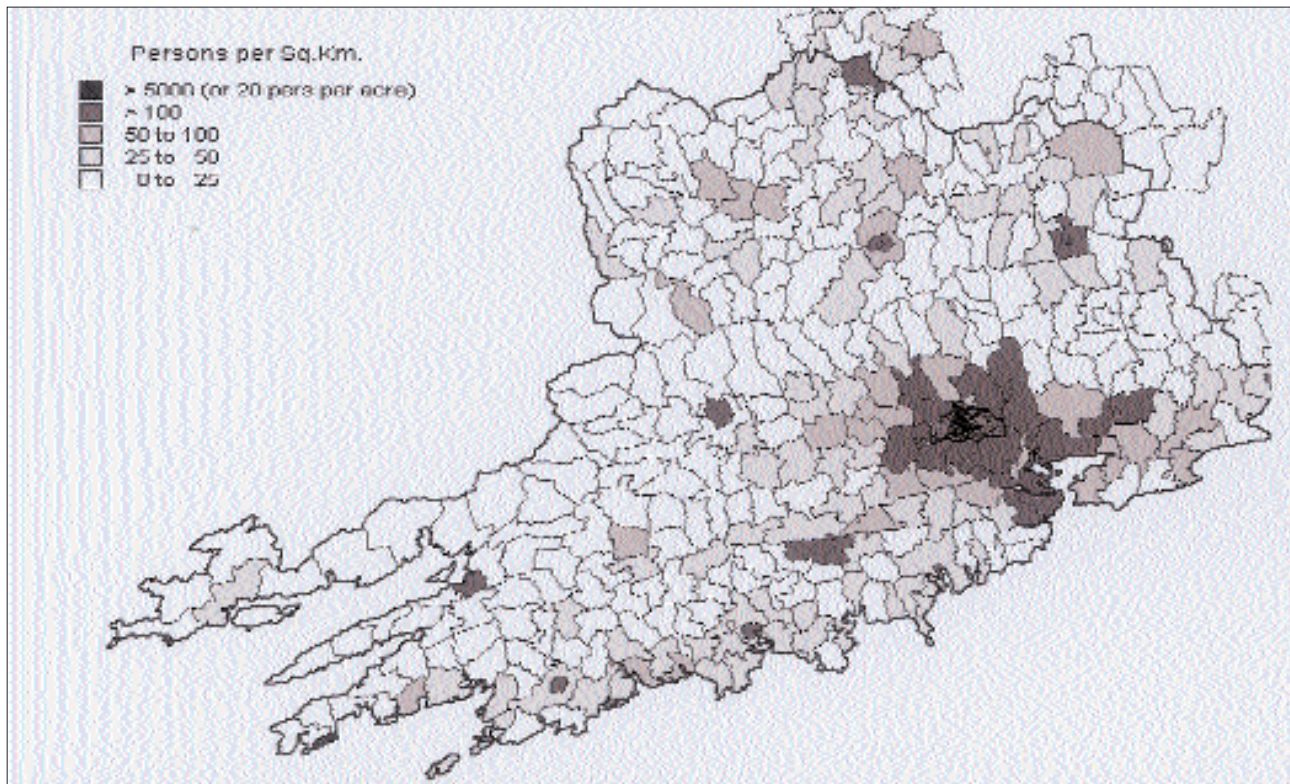 Persons per Sq.Km.
> 5000 (or 20 pers per acre)
> 100
50 to 100
25 to 50
0 to 25